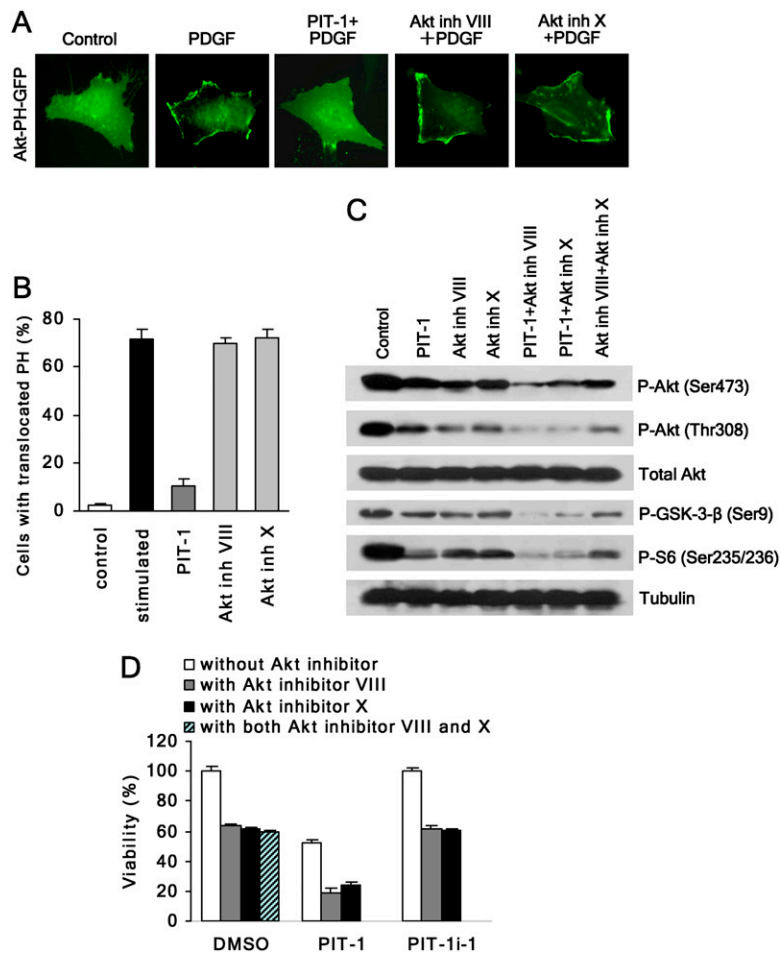 A
Control
PDGF
PIT-1+
PDGF
Akt inh VIII
+PDGF
Akt inh X
+PDGF
Akt-PH-GFP
B
Cells with translocated PH (%)
80
60
40
20
0
control
stimulated
PIT-1
Akt inh VIII
Akt inh X
C
Control
PIT-1
Akt inh VIII
Akt inh X
PIT-1+Akt inh VIII
PIT-1+Akt inh X
Akt inh VIII+Akt inh X
P-Akt (Ser473)
P-Akt (Thr308)
Total Akt
P-GSK-3-β (Ser9)
P-S6 (Ser235/236)
Tubulin
D
without Akt inhibitor
with Akt inhibitor VIII
with Akt inhibitor X
with both Akt inhibitor VIII and X
Viability (%)
120
100
80
60
40
20
0
DMSO
PIT-1
PIT-1i-1